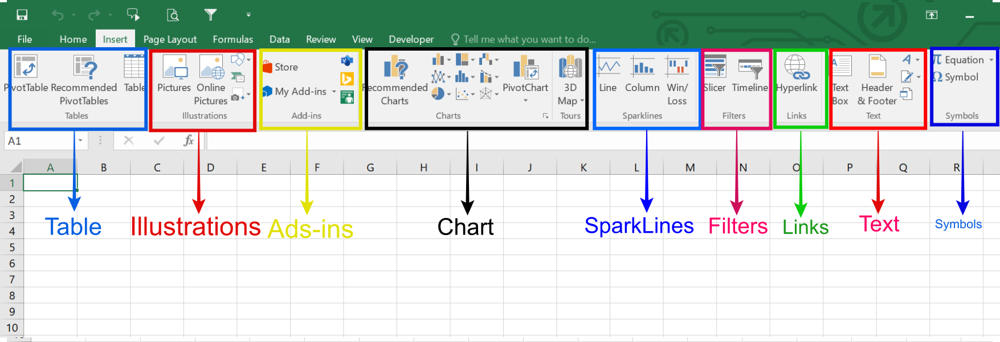 File Home Insert Page Layout Formulas Data Review View Developer Tell me what you want to do...
PivotTable Recommended PivotTables Table
Tables
Pictures Online Pictures
Illustrations
Store
My Add-ins
Add-ins
Recommended Charts
PivotChart
Charts
3D Map
Tours
Line Column Win/Loss
Sparklines
Slicer Timeline
Filters
Hyperlink
Links
Text Box Header & Footer
Text
π Equation
Ω Symbol
Symbols
A1 fx
A B C D E F G H I J K L M N O P Q R
1
2
3
4
5
6
7
8
9
10
Table Illustrations Ads-ins Chart SparkLines Filters Links Text Symbols